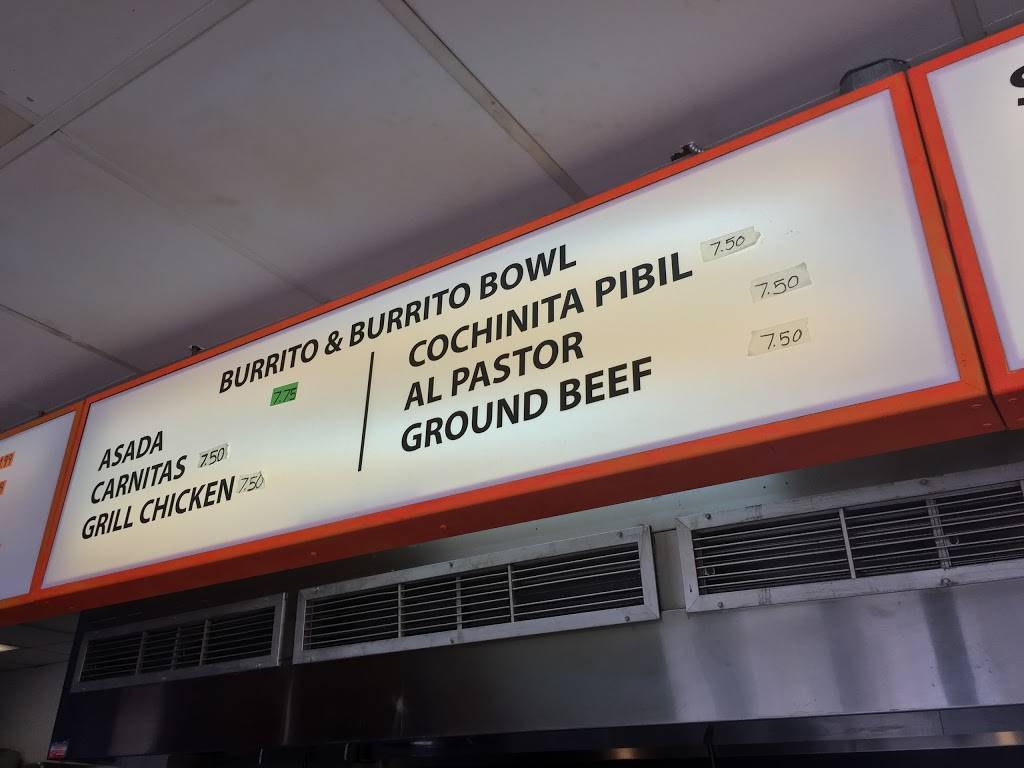 BURRITO & BURRITO BOWL
7.75
ASADA
CARNITAS 7.50
GRILL CHICKEN 7.50
COCHINITA PIBIL 7.50
AL PASTOR 7.50
GROUND BEEF 7.50